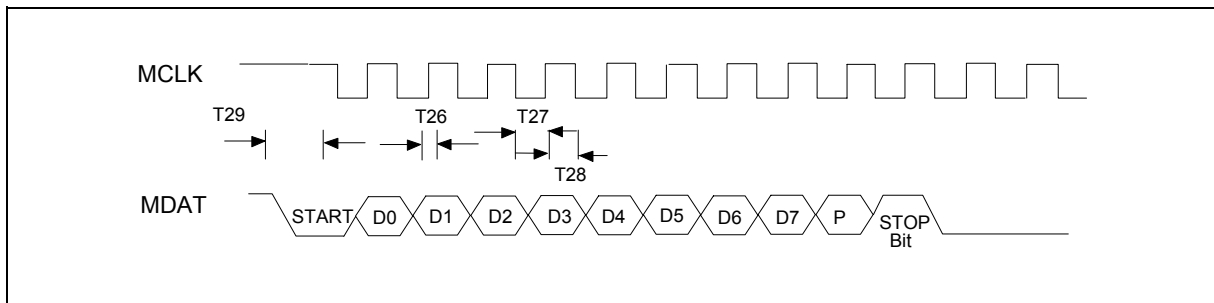 MCLK
T29 T26 T27
T28
MDAT START D0 D1 D2 D3 D4 D5 D6 D7 P STOP
Bit